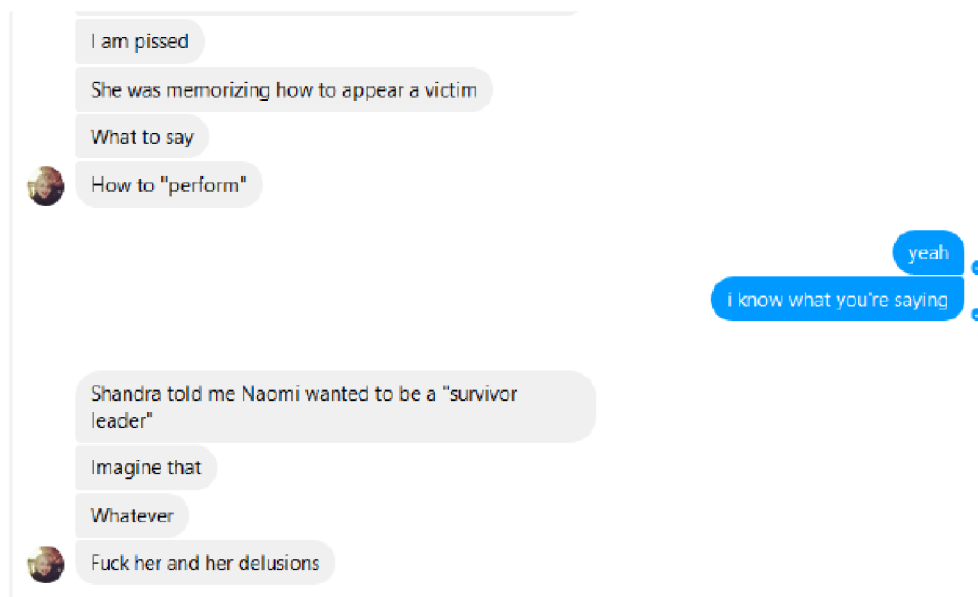 I am pissed
She was memorizing how to appear a victim
What to say
How to "perform"
yeah
i know what you're saying
Shandra told me Naomi wanted to be a "survivor
leader"
Imagine that
Whatever
Fuck her and her delusions